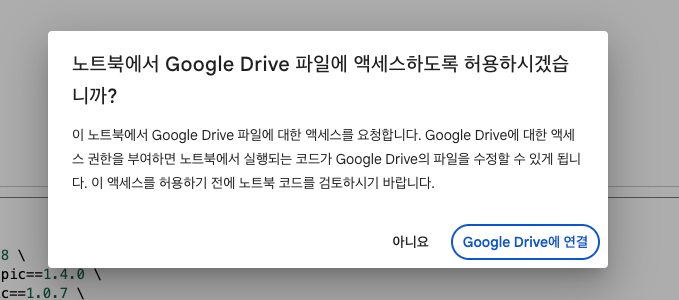 노트북에서 Google Drive 파일에 액세스하도록 허용하시겠습
니까?
이 노트북에서 Google Drive 파일에 대한 액세스를 요청합니다. Google Drive에 대한 액세
스 권한을 부여하면 노트북에서 실행되는 코드가 Google Drive의 파일을 수정할 수 있게 됩니
다. 이 액세스를 허용하기 전에 노트북 코드를 검토하시기 바랍니다.
아니요
Google Drive에 연결
8 \
pic==1.4.0 \
c==1.0.7 \